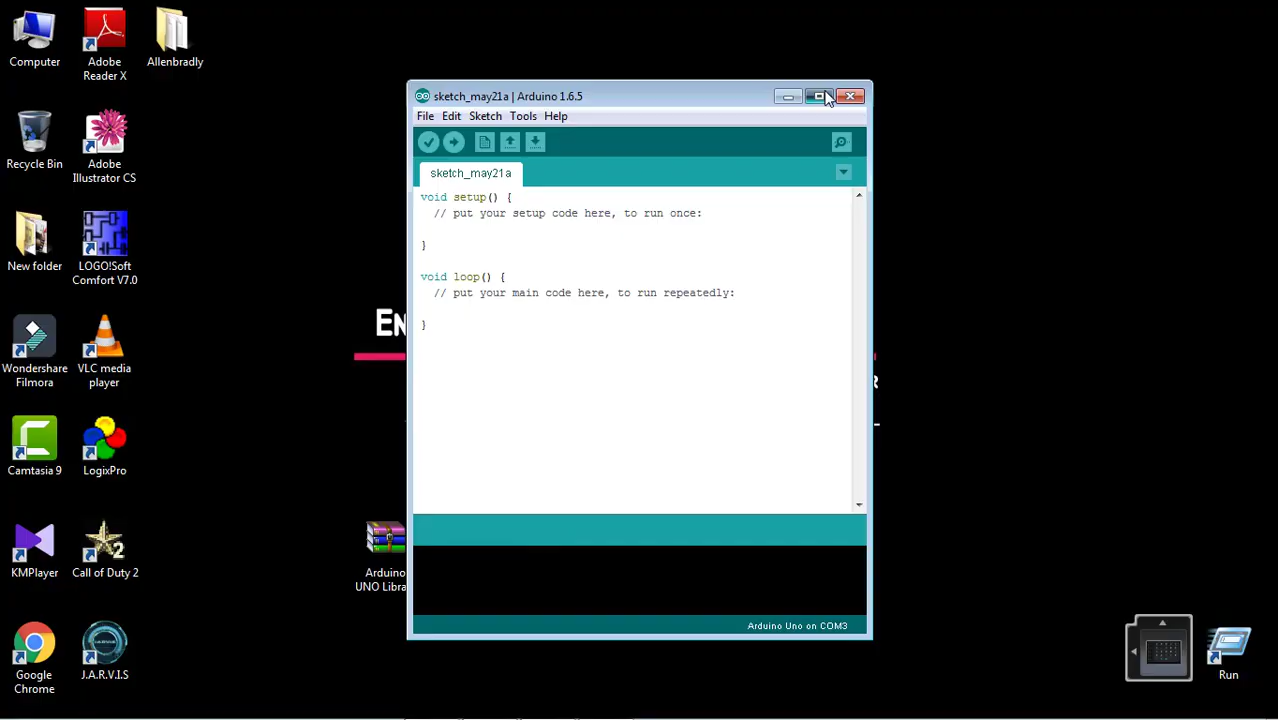 Computer
Adobe
Reader X
Allenbradly
Recycle Bin
Adobe
Illustrator CS
New folder
LOGO!Soft
Comfort V7.0
Wondershare
Filmora
VLC media
player
Camtasia 9
LogixPro
KMPlayer
Call of Duty 2
Google
Chrome
J.A.R.V.I.S
Arduino
UNO Libra
En
R
sketch_may21a | Arduino 1.6.5
File Edit Sketch Tools Help
sketch_may21a
void setup() {
// put your setup code here, to run once:
}
void loop() {
// put your main code here, to run repeatedly:
}
Arduino Uno on COM3
Run